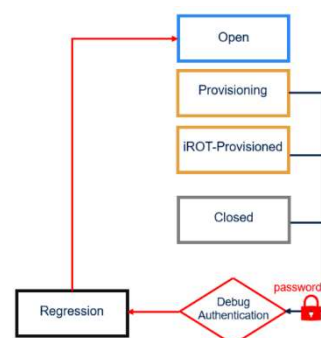 Open
Provisioning
iROT-Provisioned
Closed
password
Regression
Debug
Authentication